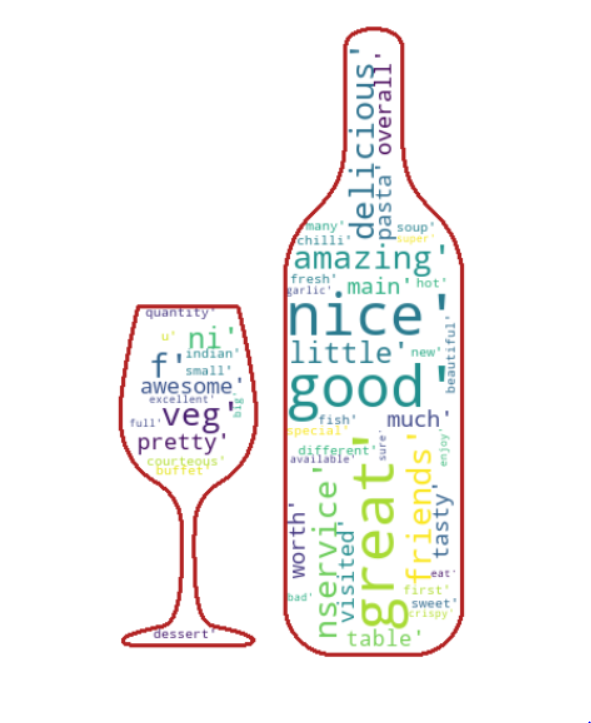 delicious'
overall'
pasta'
many'
soup'
chilli'
super'
amazing'
fresh'
hot'
garlic'
main'
nice'
little'
new'
beautiful'
good'
fish'
much'
special'
different'
available'
sure'
enjoy'
great'
friends'
nservice'
worth'
visited'
tasty'
eat'
first'
bad'
sweet'
crispy'
table'
quantity'
u'
ni'
f'
indian'
small'
awesome'
excellent'
big'
full'
veg'
pretty'
courteous'
buffet'
dessert'